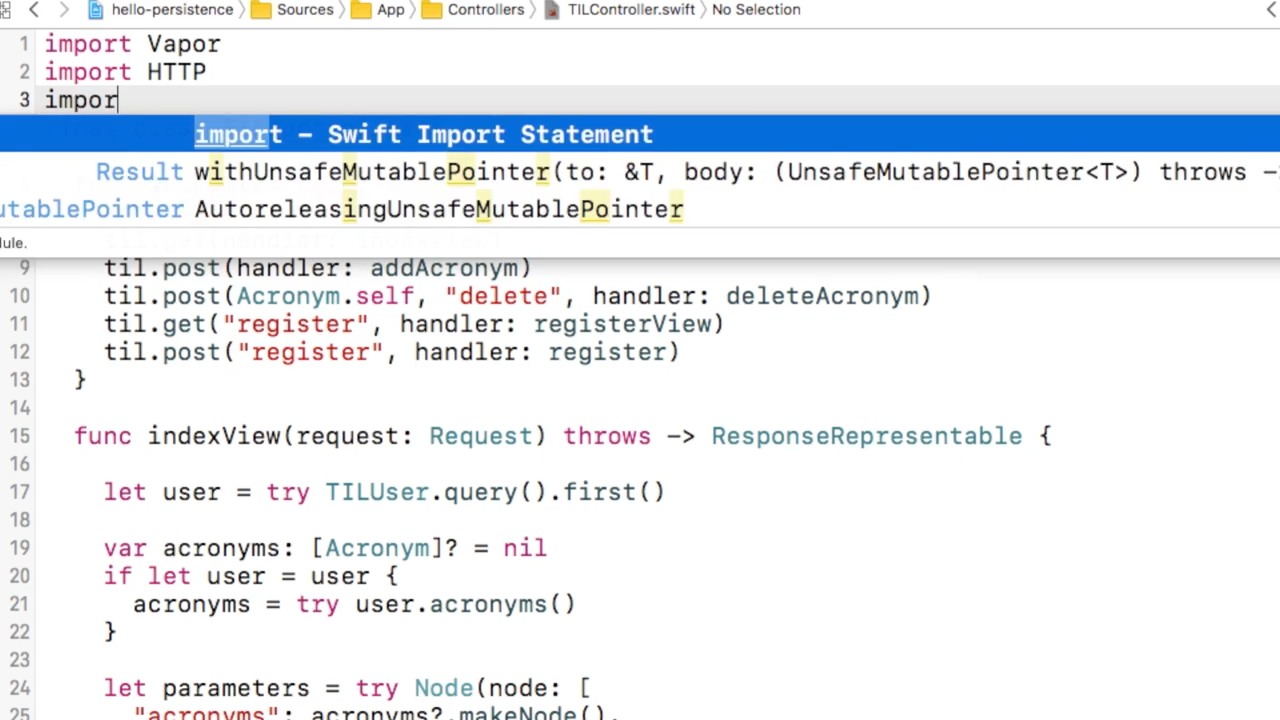 hello-persistence Sources App Controllers TILController.swift No Selection
1 import Vapor
2 import HTTP
3 impor
import – Swift Import Statement
Result withUnsafeMutablePointer(to: &T, body: (UnsafeMutablePointer<T>) throws -
utablePointer AutoreleasingUnsafeMutablePointer
dule.
9 til.post(handler: addAcronym)
10 til.post(Acronym.self, "delete", handler: deleteAcronym)
11 til.get("register", handler: registerView)
12 til.post("register", handler: register)
13 }
14
15 func indexView(request: Request) throws -> ResponseRepresentable {
16
17 let user = try TILUser.query().first()
18
19 var acronyms: [Acronym]? = nil
20 if let user = user {
21 acronyms = try user.acronyms()
22 }
23
24 let parameters = try Node(node: [
25 "acronyms": acronyms?.makeNode(),